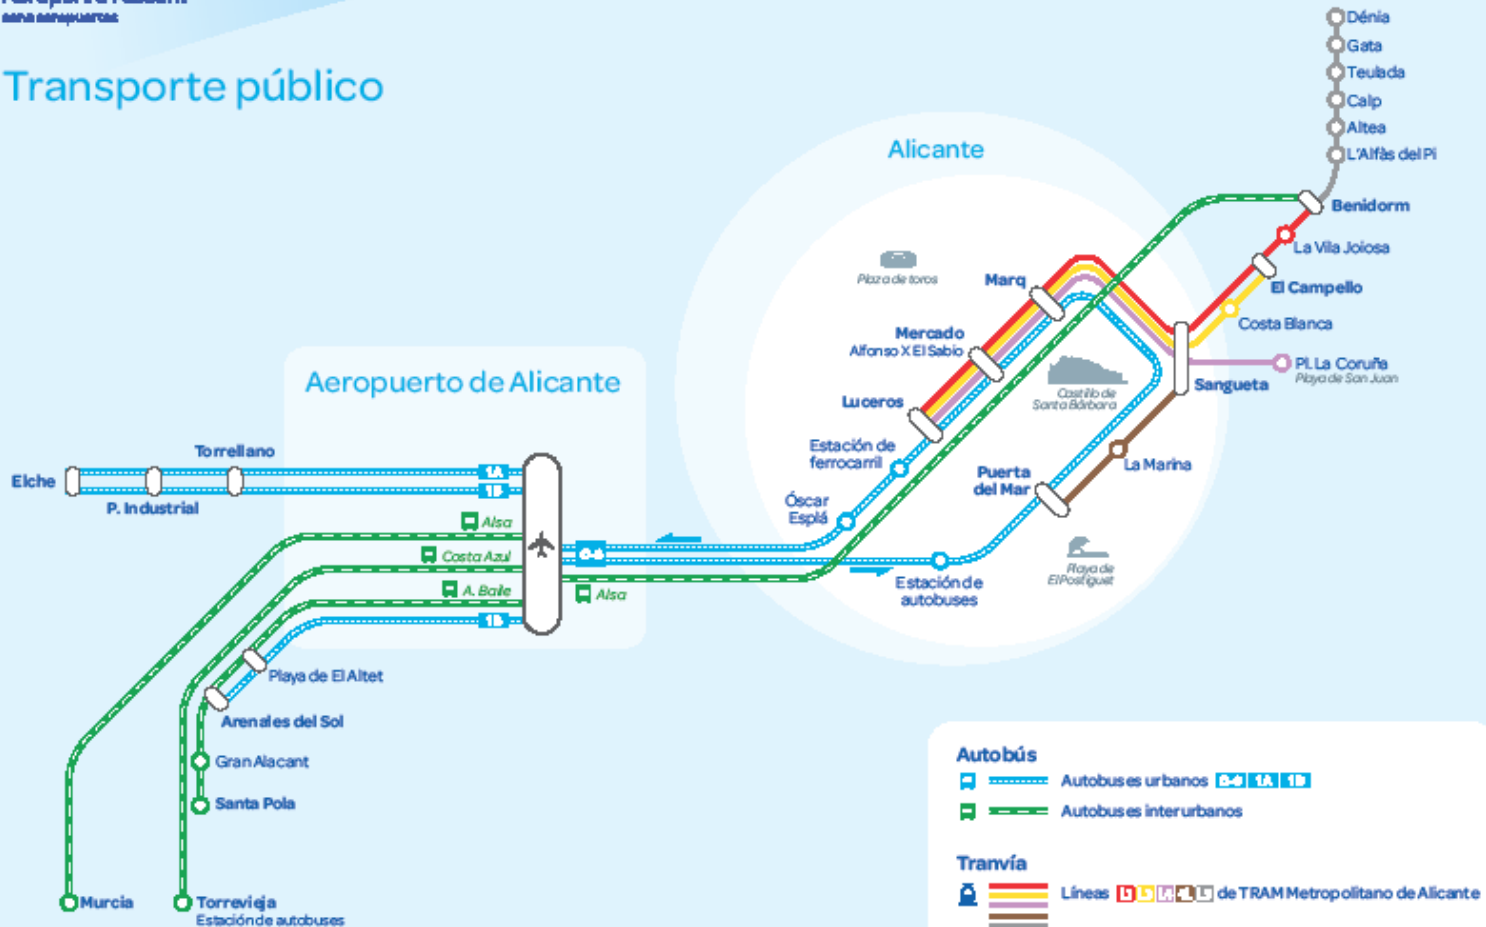 Transporte público
Dénia
Gata
Teulada
Calp
Altea
L'Alfàs del Pi
Benidorm
La Vila Joiosa
El Campello
Costa Blanca
Pl. La Coruña
Playa de San Juan
Sangueta
La Marina
Alicante
Plaza de toros
Marq
Mercado
Alfonso X El Sabio
Luceros
Castillo de
Santa Bárbara
Estación de
ferrocarril
Óscar
Esplá
Puerta
del Mar
Playa de
El Postiguet
Estación de
autobuses
Aeropuerto de Alicante
Torrellano
Elche
P. Industrial
1A
1B
Alsa
Costa Azul
A. Baile
1B
C-6
Alsa
Playa de El Altet
Arenales del Sol
Gran Alacant
Santa Pola
Murcia
Torrevieja
Estación de autobuses
Autobús
Autobuses urbanos C-6 1A 1B
Autobuses interurbanos
Tranvía
Líneas de TRAM Metropolitano de Alicante